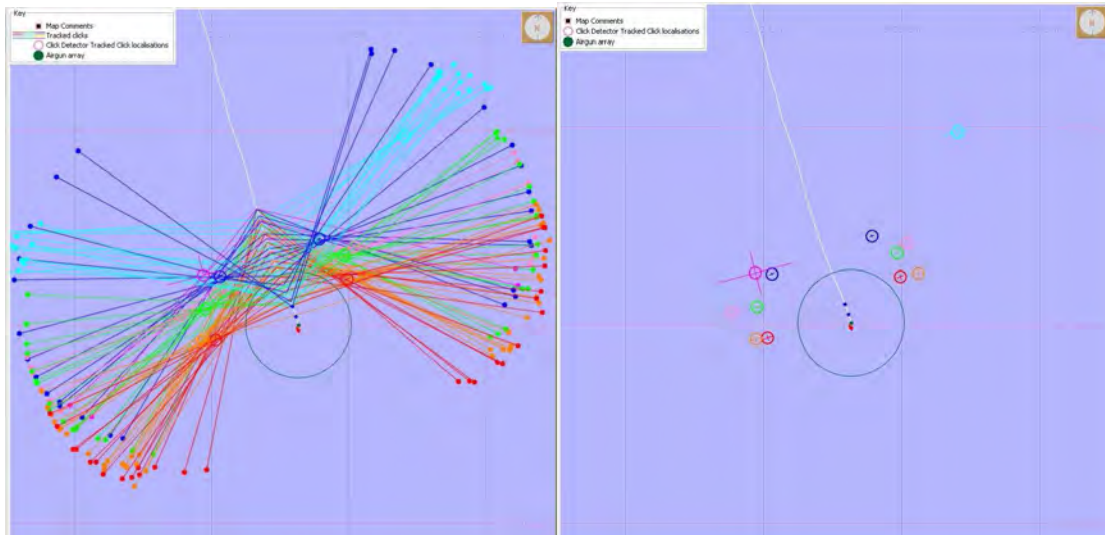 Key
Map Comments
Tracked clicks
Click Detector Tracked Click localisations
Airgun array
N
Key
Map Comments
Click Detector Tracked Click localisations
Airgun array
N